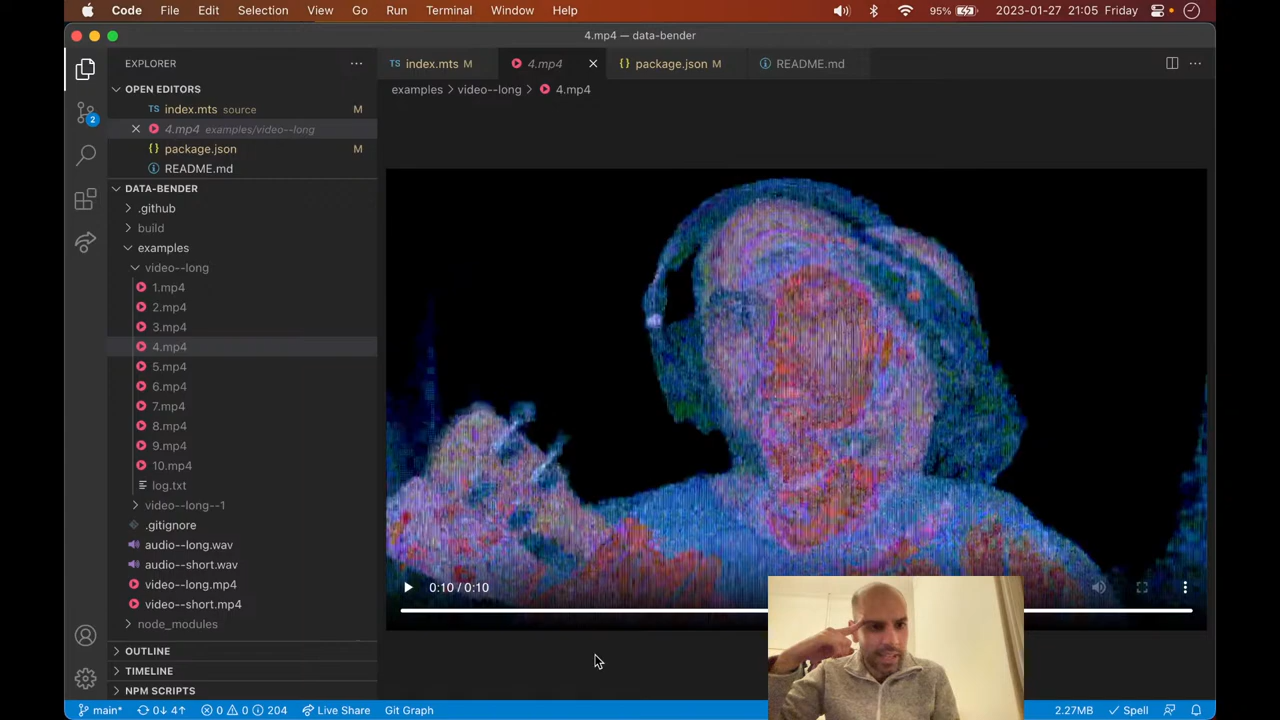 Code File Edit Selection View Go Run Terminal Window Help 95% 2023-01-27 21:05 Friday
4.mp4 — data-bender
EXPLORER
index.mts M
4.mp4
package.json M
README.md
examples > video--long > 4.mp4
OPEN EDITORS
index.mts source M
4.mp4 examples/video--long
package.json M
README.md
DATA-BENDER
.github
build
examples
video--long
1.mp4
2.mp4
3.mp4
4.mp4
5.mp4
6.mp4
7.mp4
8.mp4
9.mp4
10.mp4
log.txt
video--long--1
.gitignore
audio--long.wav
audio--short.wav
video--long.mp4
video--short.mp4
node_modules
OUTLINE
TIMELINE
NPM SCRIPTS
2
0:10 / 0:10
main* 0↓ 4↑ 0 0 204 Live Share Git Graph 2.27MB Spell